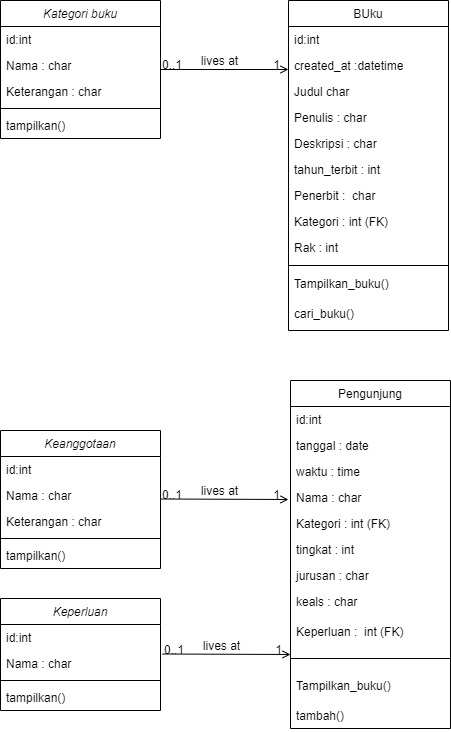 Kategori buku
id:int
Nama : char
Keterangan : char
tampilkan()
0..1
lives at
1
BUku
id:int
created_at :datetime
Judul char
Penulis : char
Deskripsi : char
tahun_terbit : int
Penerbit :  char
Kategori : int (FK)
Rak : int
Tampilkan_buku()
cari_buku()
Keanggotaan
id:int
Nama : char
Keterangan : char
tampilkan()
0..1
lives at
1
Keperluan
id:int
Nama : char
tampilkan()
0..1
lives at
1
Pengunjung
id:int
tanggal : date
waktu : time
Nama : char
Kategori : int (FK)
tingkat : int
jurusan : char
keals : char
Keperluan :  int (FK)
Tampilkan_buku()
tambah()